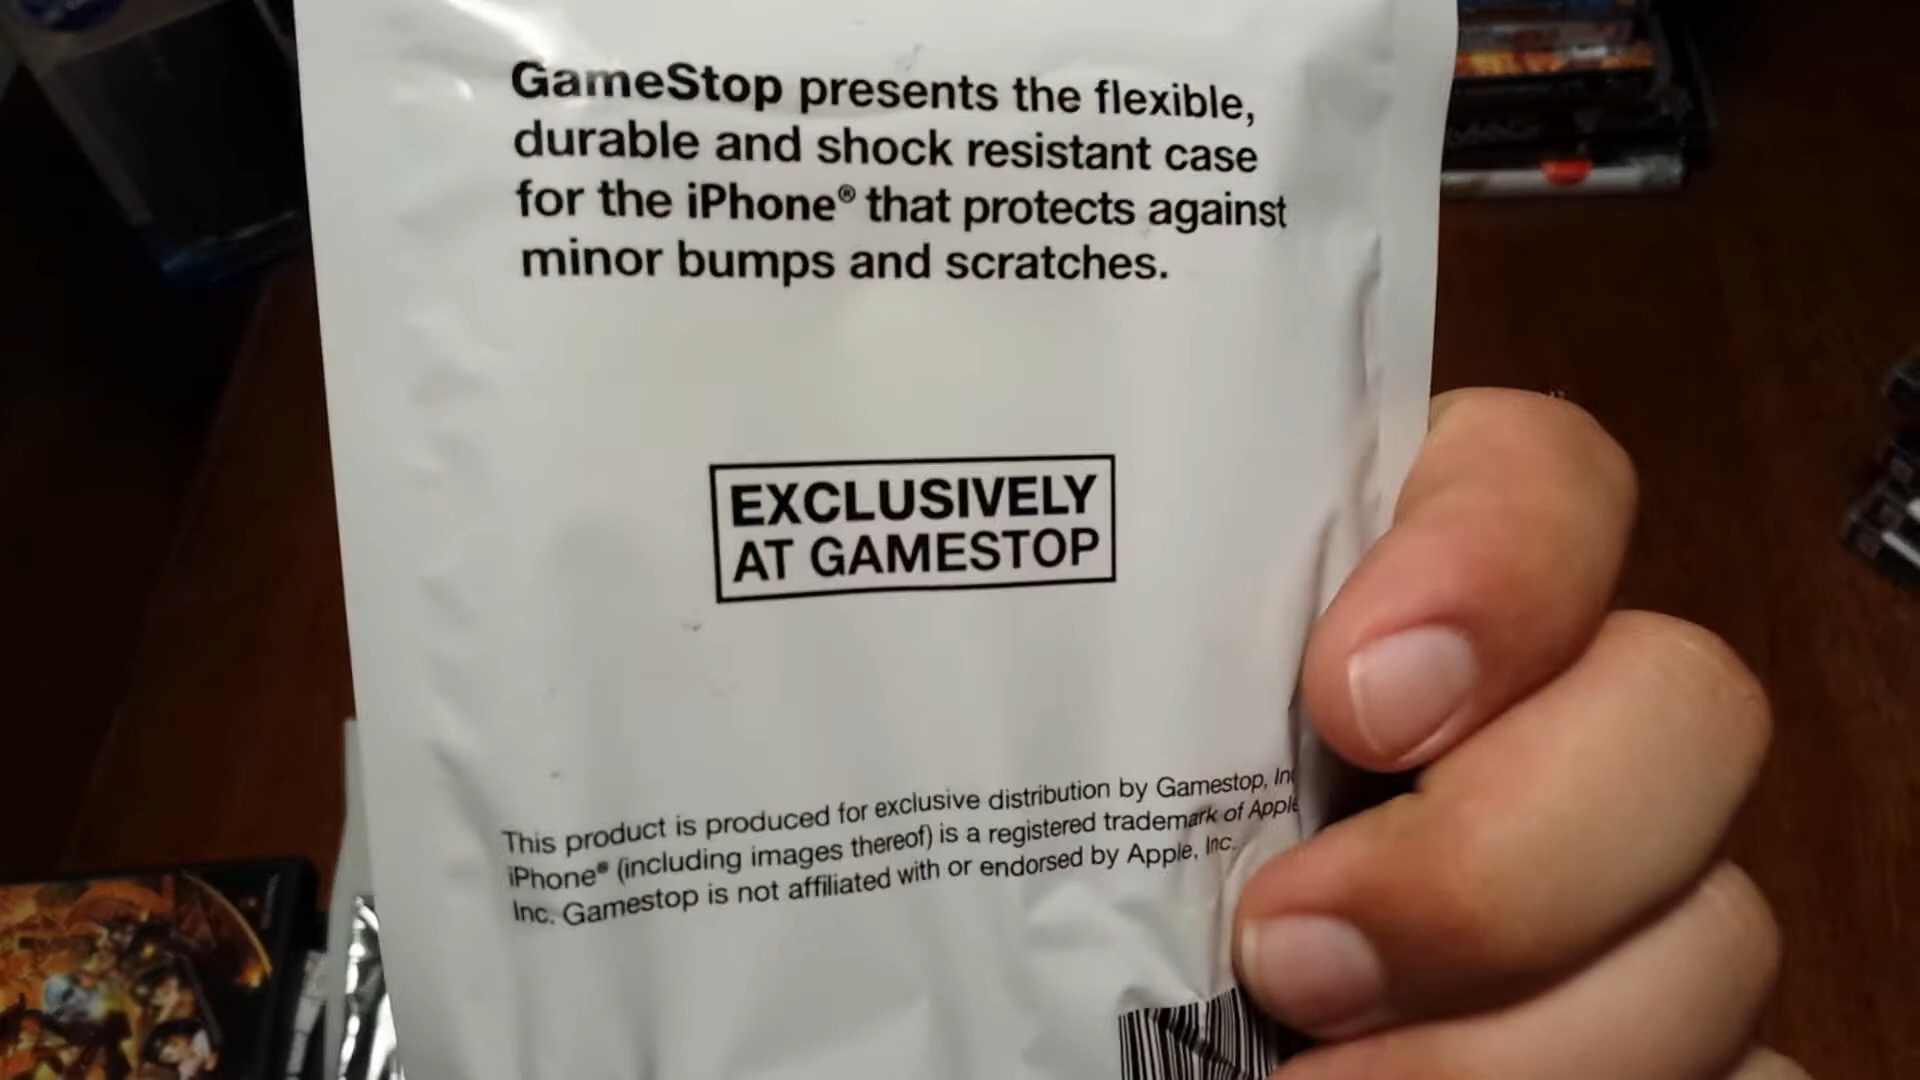 GameStop presents the flexible,
durable and shock resistant case
for the iPhone® that protects against
minor bumps and scratches.
EXCLUSIVELY
AT GAMESTOP
This product is produced for exclusive distribution by Gamestop, Inc
iPhone® (including images thereof) is a registered trademark of Apple
Inc. Gamestop is not affiliated with or endorsed by Apple, Inc.